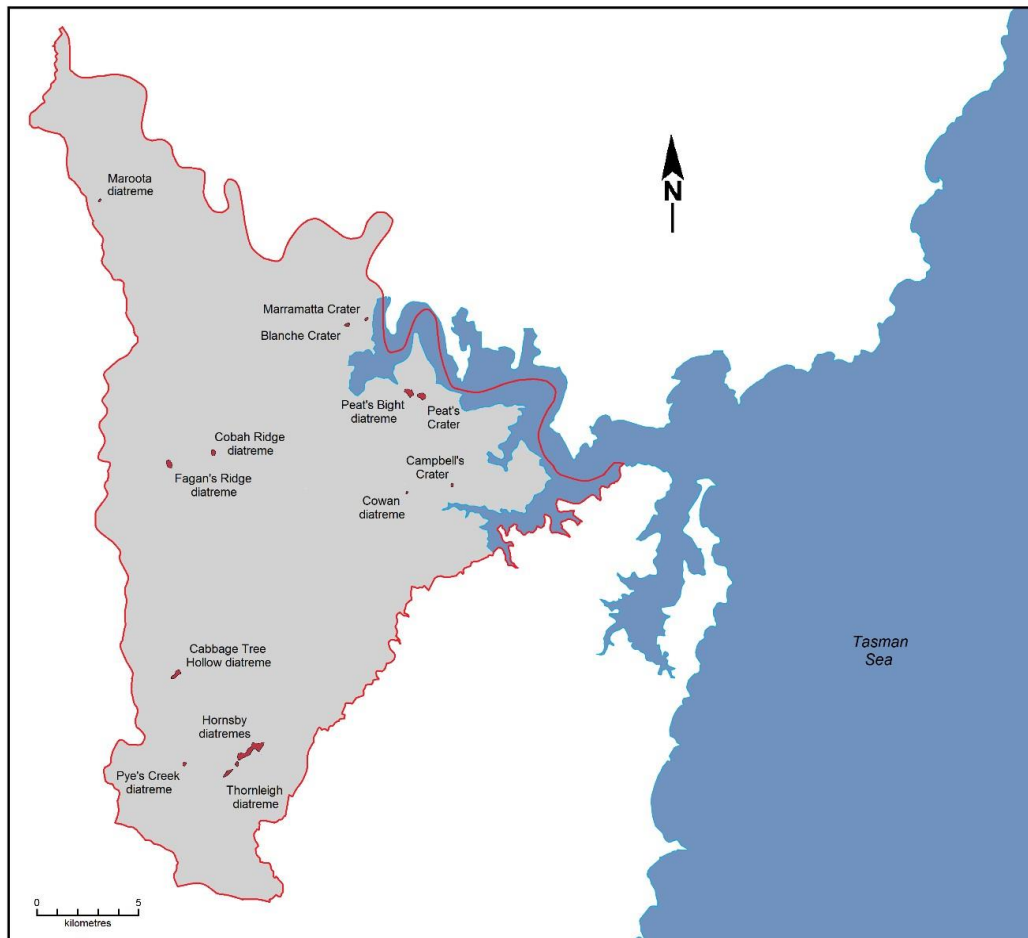 Maroota
diatreme
N
Marramatta Crater
Blanche Crater
Peat's Bight
diatreme
Peat's
Crater
Cobah Ridge
diatreme
Fagan's Ridge
diatreme
Campbell's
Crater
Cowan
diatreme
Tasman
Sea
Cabbage Tree
Hollow diatreme
Hornsby
diatremes
Pye's Creek
diatreme
Thornleigh
diatreme
0 5
kilometres